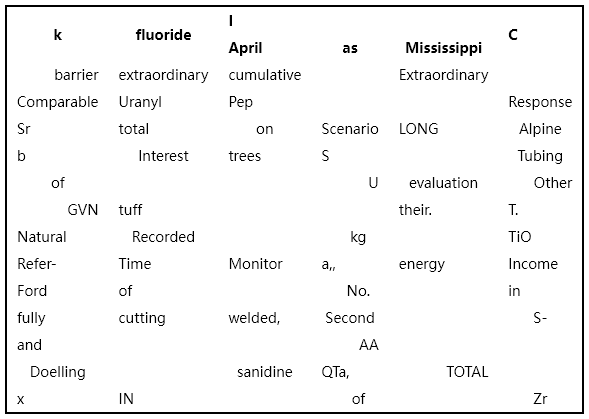 k fluoride I April as Mississippi C
barrier extraordinary cumulative Extraordinary
Comparable Uranyl Pep Response
Sr total on Scenario LONG Alpine
b Interest trees S Tubing
of U evaluation Other
GVN tuff their. T.
Natural Recorded kg TiO
Refer- Time Monitor a,, energy Income
Ford of No. in
fully cutting welded, Second S-
and AA
Doelling sanidine QTa, TOTAL
x IN of Zr